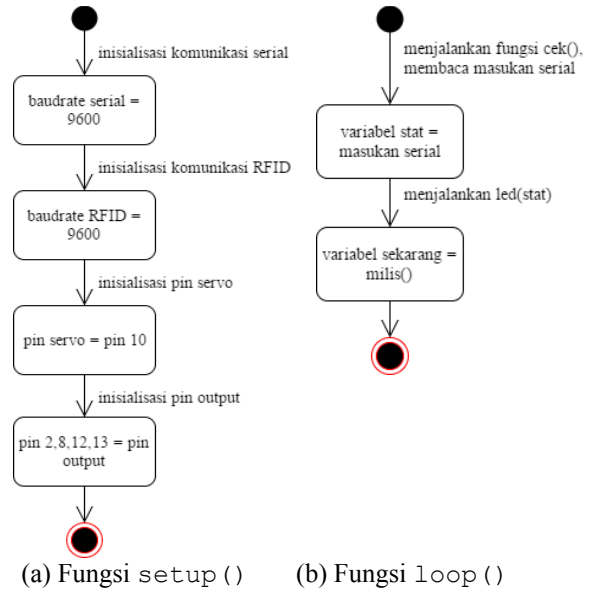 inisialisasi komunikasi serial
baudrate serial =
9600
inisialisasi komunikasi RFID
baudrate RFID =
9600
inisialisasi pin servo
pin servo = pin 10
inisialisasi pin output
pin 2,8,12,13 = pin
output
(a) Fungsi setup()
menjalankan fungsi cek(),
membaca masukan serial
variabel stat =
masukan serial
menjalankan led(stat)
variabel sekarang =
milis()
(b) Fungsi loop()